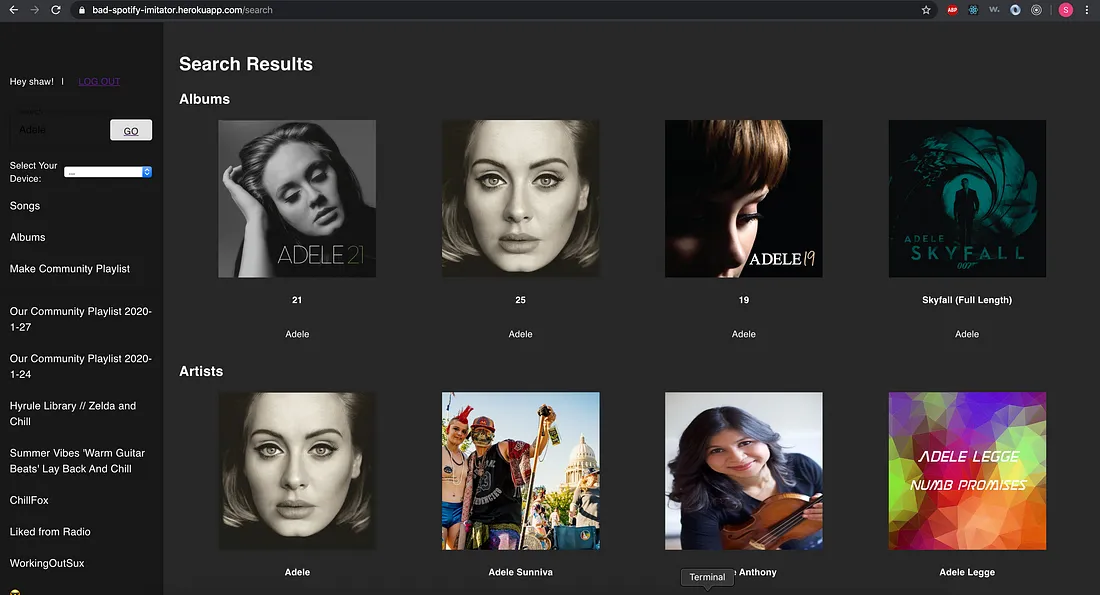 bad-spotify-imitator.herokuapp.com/search
ABP
W.
S
Hey shaw! |
LOG OUT
Adele
GO
Select Your
Device:
...
Songs
Albums
Make Community Playlist
Our Community Playlist 2020-
1-27
Our Community Playlist 2020-
1-24
Hyrule Library // Zelda and
Chill
Summer Vibes 'Warm Guitar
Beats' Lay Back And Chill
ChillFox
Liked from Radio
WorkingOutSux
Search Results
Albums
ADELE 21
ADELE 19
ADELE
SKYFALL
007
21
25
19
Skyfall (Full Length)
Adele
Adele
Adele
Adele
Artists
ADELE LEGGE
NUMB PROMISES
Adele
Adele Sunniva
e Anthony
Adele Legge
Terminal